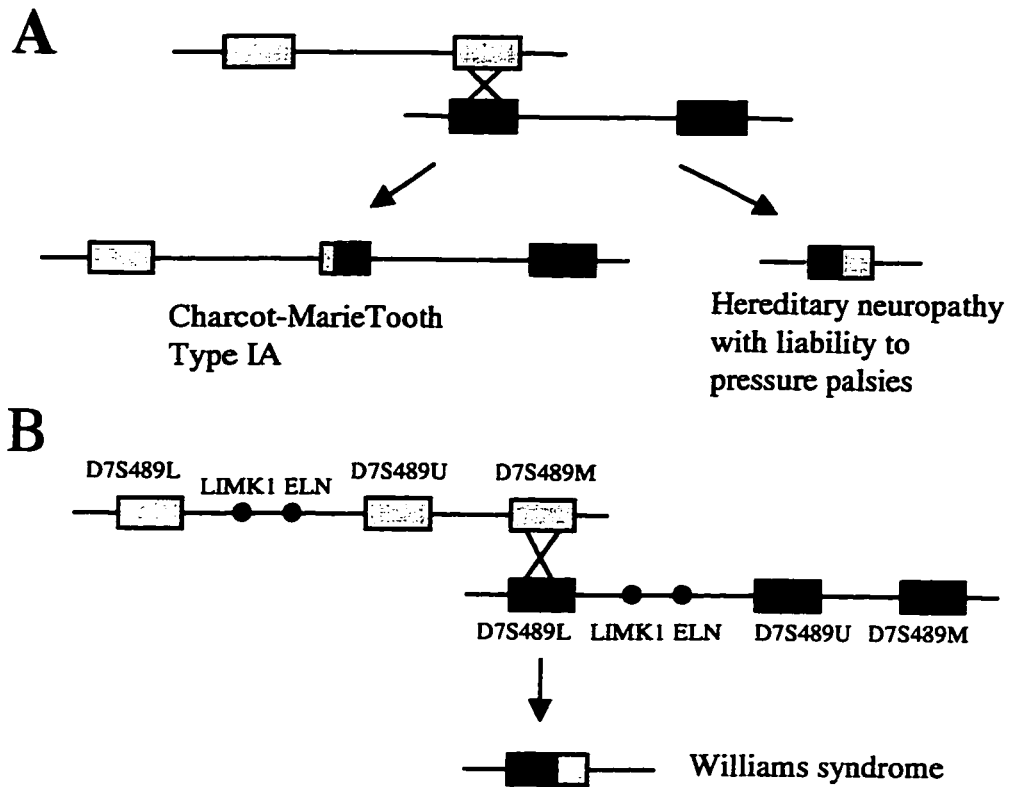 A
Charcot-MarieTooth
Type IA
Hereditary neuropathy
with liability to
pressure palsies
B
D7S489L LIMK1 ELN D7S489U D7S489M
D7S489L LIMK1 ELN D7S489U D7S489M
Williams syndrome